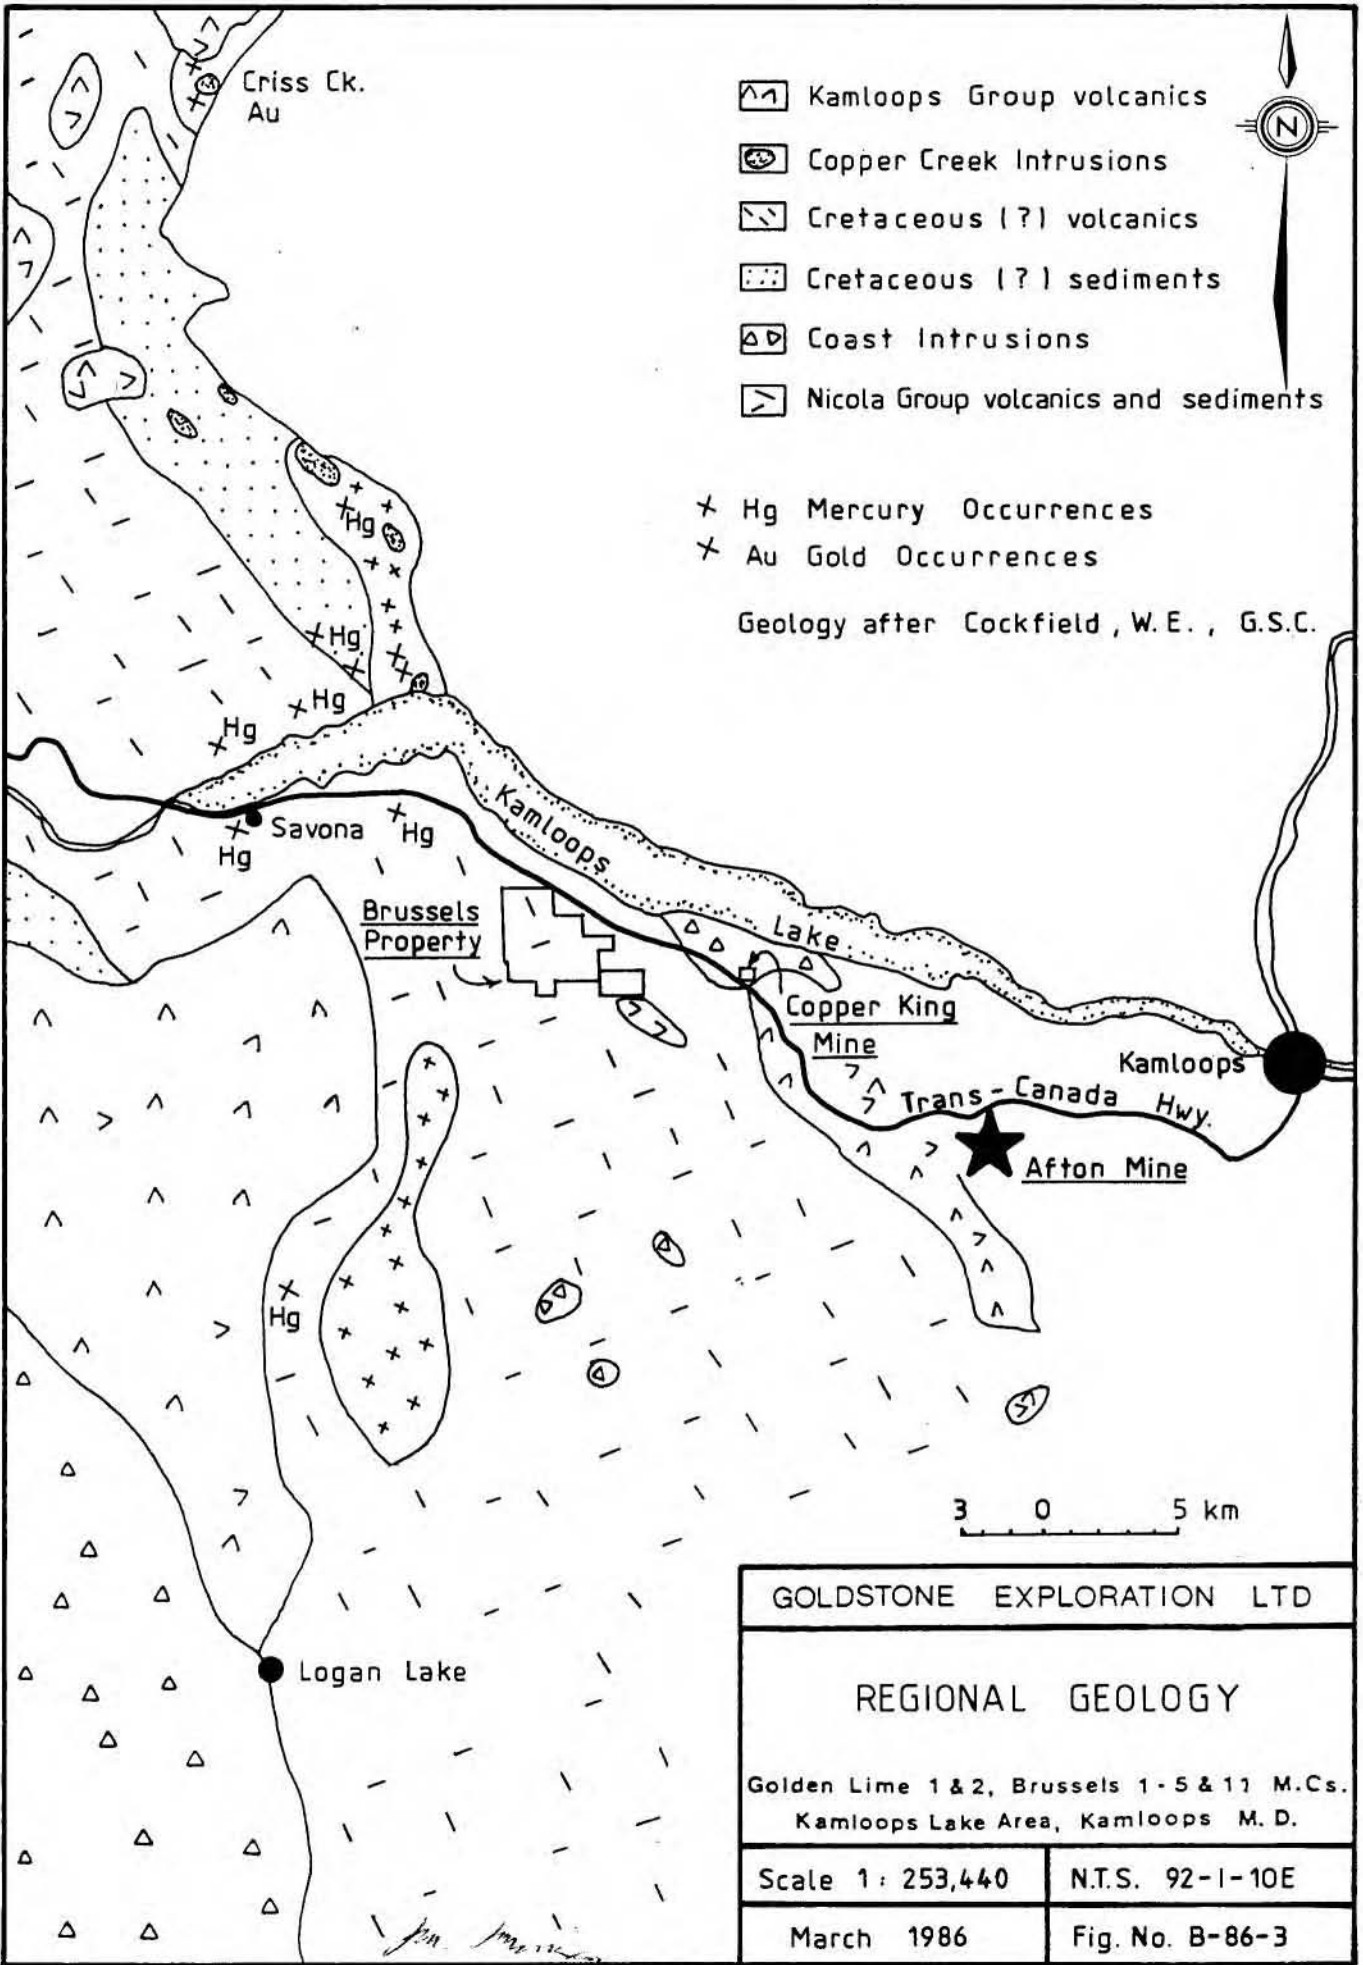 Criss Ck.
Au
Kamloops Group volcanics
N
Copper Creek Intrusions
Cretaceous (?) volcanics
Cretaceous (?) sediments
Coast Intrusions
Nicola Group volcanics and sediments
Hg Mercury Occurrences
Au Gold Occurrences
Geology after Cockfield, W.E., G.S.C.
Hg
Hg
Hg
Hg
Savona
Hg
Hg
Kamloops
Lake
Brussels
Property
Copper King
Mine
Kamloops
Trans-Canada Hwy.
Afton Mine
Hg
3 0 5 km
Logan Lake
GOLDSTONE EXPLORATION LTD
REGIONAL GEOLOGY
Golden Lime 1 & 2, Brussels 1 - 5 & 11 M.Cs.
Kamloops Lake Area, Kamloops M. D.
Scale 1 : 253,440
N.T.S. 92-I-10E
March 1986
Fig. No. B-86-3